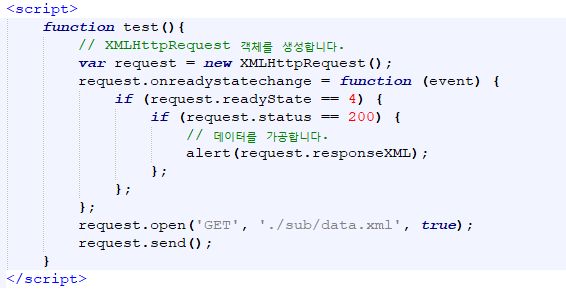 <script>
function test(){
// XMLHttpRequest 객체를 생성합니다.
var request = new XMLHttpRequest();
request.onreadystatechange = function (event) {
if (request.readyState == 4) {
if (request.status == 200) {
// 데이터를 가공합니다.
alert(request.responseXML);
};
};
};
request.open('GET', './sub/data.xml', true);
request.send();
}
</script>